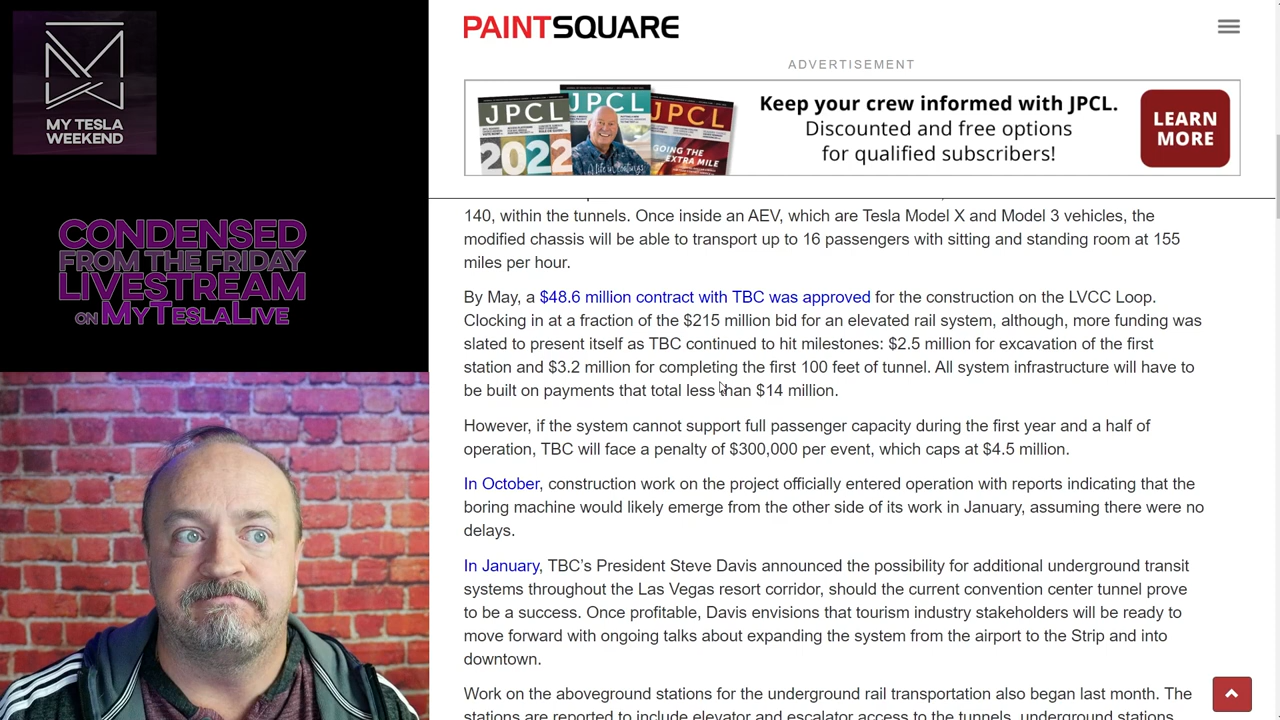 MY TESLA
WEEKEND
CONDENSED
FROM THE FRIDAY
LIVESTREAM
ON MYTESLALIVE
PAINTSQUARE
ADVERTISEMENT
JPCL
JPCL
JPCL
2022
GOING THE
EXTRA MILE
Keep your crew informed with JPCL.
Discounted and free options
for qualified subscribers!
LEARN
MORE
140, within the tunnels. Once inside an AEV, which are Tesla Model X and Model 3 vehicles, the
modified chassis will be able to transport up to 16 passengers with sitting and standing room at 155
miles per hour.
By May, a $48.6 million contract with TBC was approved for the construction on the LVCC Loop.
Clocking in at a fraction of the $215 million bid for an elevated rail system, although, more funding was
slated to present itself as TBC continued to hit milestones: $2.5 million for excavation of the first
station and $3.2 million for completing the first 100 feet of tunnel. All system infrastructure will have to
be built on payments that total less than $14 million.
However, if the system cannot support full passenger capacity during the first year and a half of
operation, TBC will face a penalty of $300,000 per event, which caps at $4.5 million.
In October, construction work on the project officially entered operation with reports indicating that the
boring machine would likely emerge from the other side of its work in January, assuming there were no
delays.
In January, TBC’s President Steve Davis announced the possibility for additional underground transit
systems throughout the Las Vegas resort corridor, should the current convention center tunnel prove
to be a success. Once profitable, Davis envisions that tourism industry stakeholders will be ready to
move forward with ongoing talks about expanding the system from the airport to the Strip and into
downtown.
Work on the aboveground stations for the underground rail transportation also began last month. The
stations are reported to include elevator and escalator access to the tunnels, underground stations